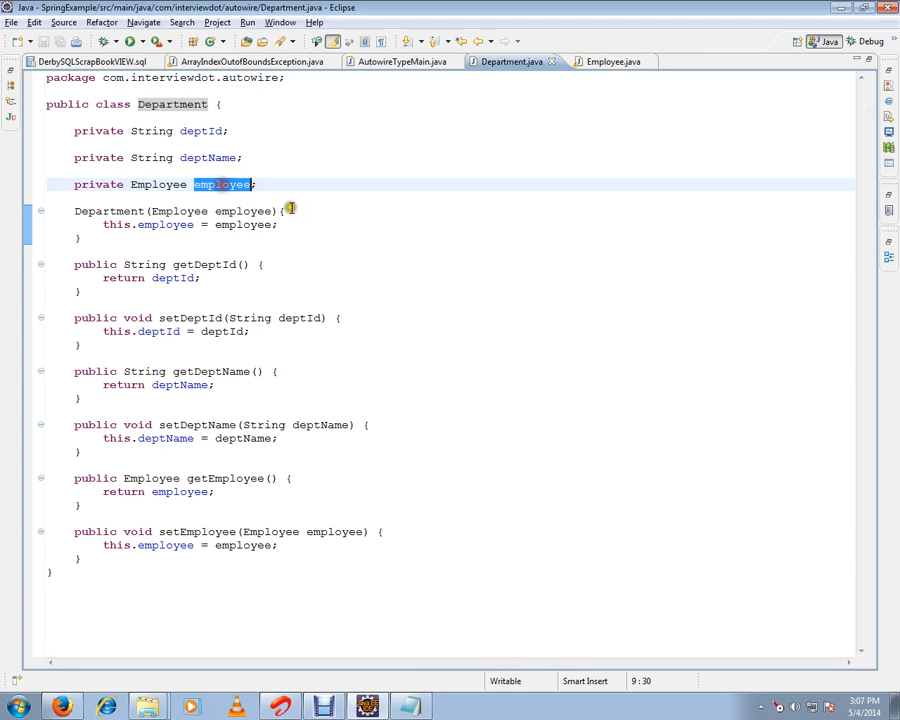 Java - SpringExample/src/main/java/com/interviewdot/autowire/Department.java - Eclipse
File Edit Source Refactor Navigate Search Project Run Window Help
Java Debug
DerbySQLScrapBookVIEW.sql ArrayIndexOutofBoundsException.java AutowireTypeMain.java Department.java Employee.java
package com.interviewdot.autowire;
public class Department {
private String deptId;
private String deptName;
private Employee employee;
Department(Employee employee){
this.employee = employee;
}
public String getDeptId() {
return deptId;
}
public void setDeptId(String deptId) {
this.deptId = deptId;
}
public String getDeptName() {
return deptName;
}
public void setDeptName(String deptName) {
this.deptName = deptName;
}
public Employee getEmployee() {
return employee;
}
public void setEmployee(Employee employee) {
this.employee = employee;
}
}
Writable Smart Insert 9 : 30
3:07 PM
5/4/2014